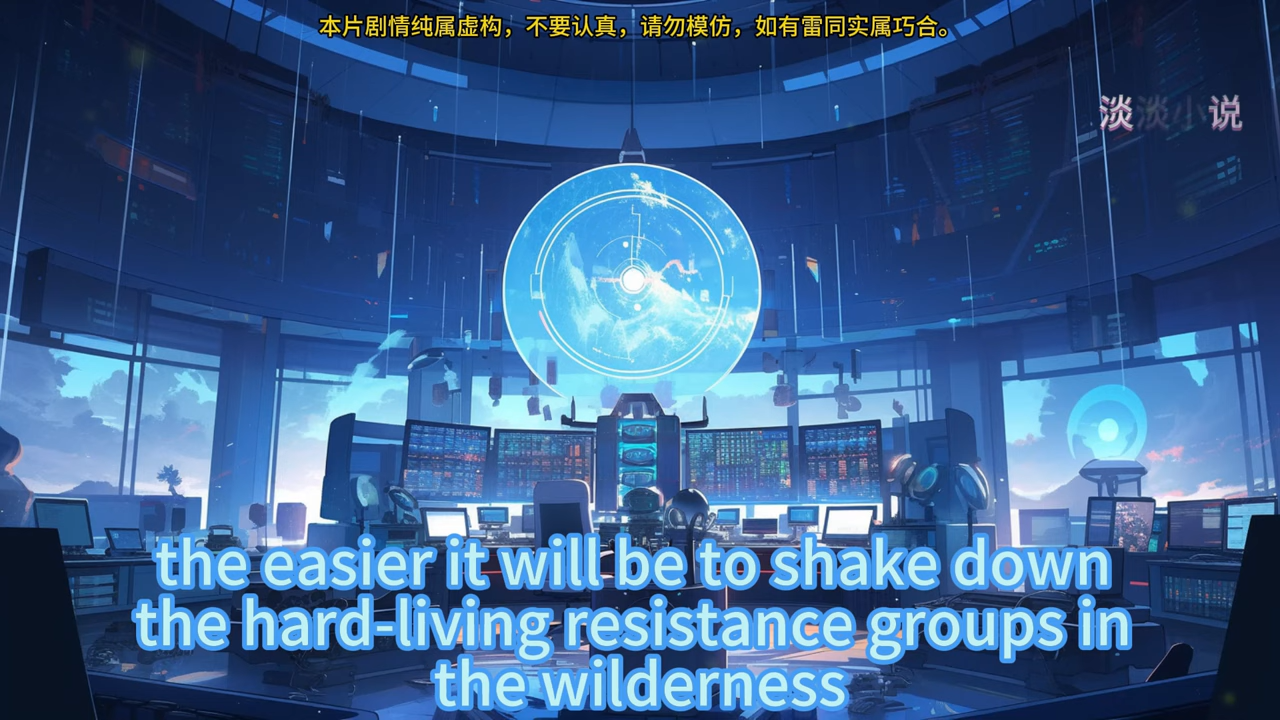 本片剧情纯属虚构，不要认真，请勿模仿，如有雷同实属巧合。
淡淡小说
the easier it will be to shake down
the hard-living resistance groups in
the wilderness